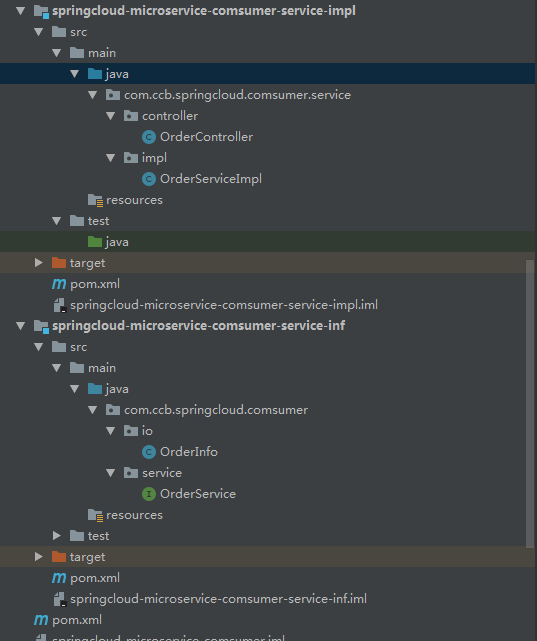 springcloud-microservice-comsumer-service-impl
src
main
java
com.ccb.springcloud.comsumer.service
controller
C OrderController
impl
C OrderServiceImpl
resources
test
java
target
m pom.xml
springcloud-microservice-comsumer-service-impl.iml
springcloud-microservice-comsumer-service-inf
src
main
java
com.ccb.springcloud.comsumer
io
C OrderInfo
service
I OrderService
resources
test
target
m pom.xml
springcloud-microservice-comsumer-service-inf.iml
m pom.xml
springcloud-microservice-comsumer.iml